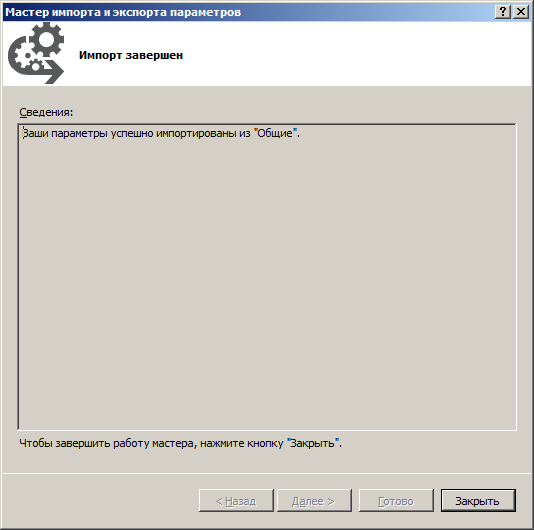 Мастер импорта и экспорта параметров
Импорт завершен
Сведения:
Ваши параметры успешно импортированы из "Общие".
Чтобы завершить работу мастера, нажмите кнопку "Закрыть".
< Назад Далее > Готово Закрыть